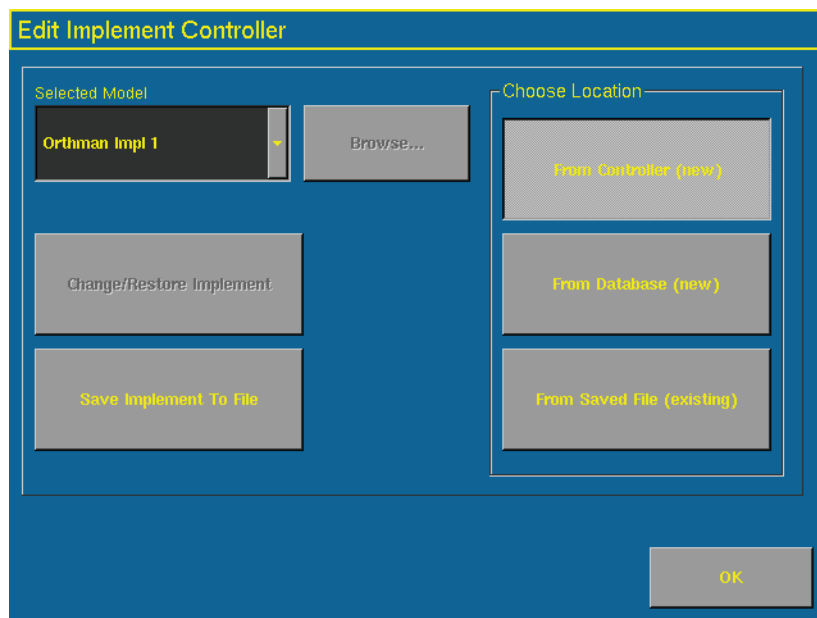 Edit Implement Controller
Selected Model
Orthman Impl 1
Browse...
Change/Restore Implement
Save Implement To File
Choose Location
From Controller (new)
From Database (new)
From Saved File (existing)
OK